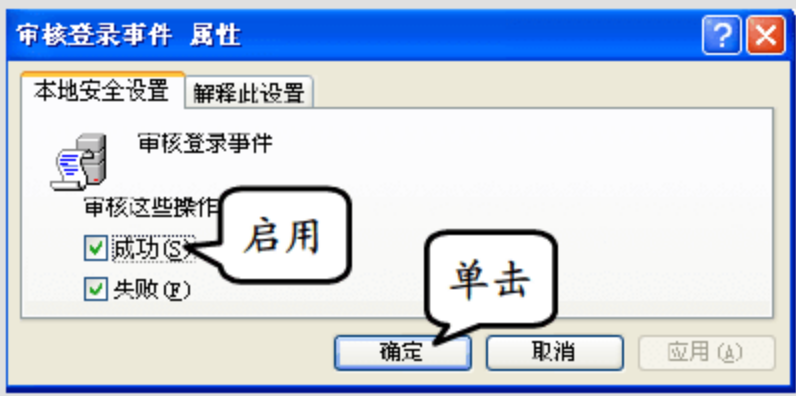 审核登录事件 属性
本地安全设置 解释此设置
审核登录事件
审核这些操作
成功(S)
启用
失败(F)
单击
确定 取消 应用(A)